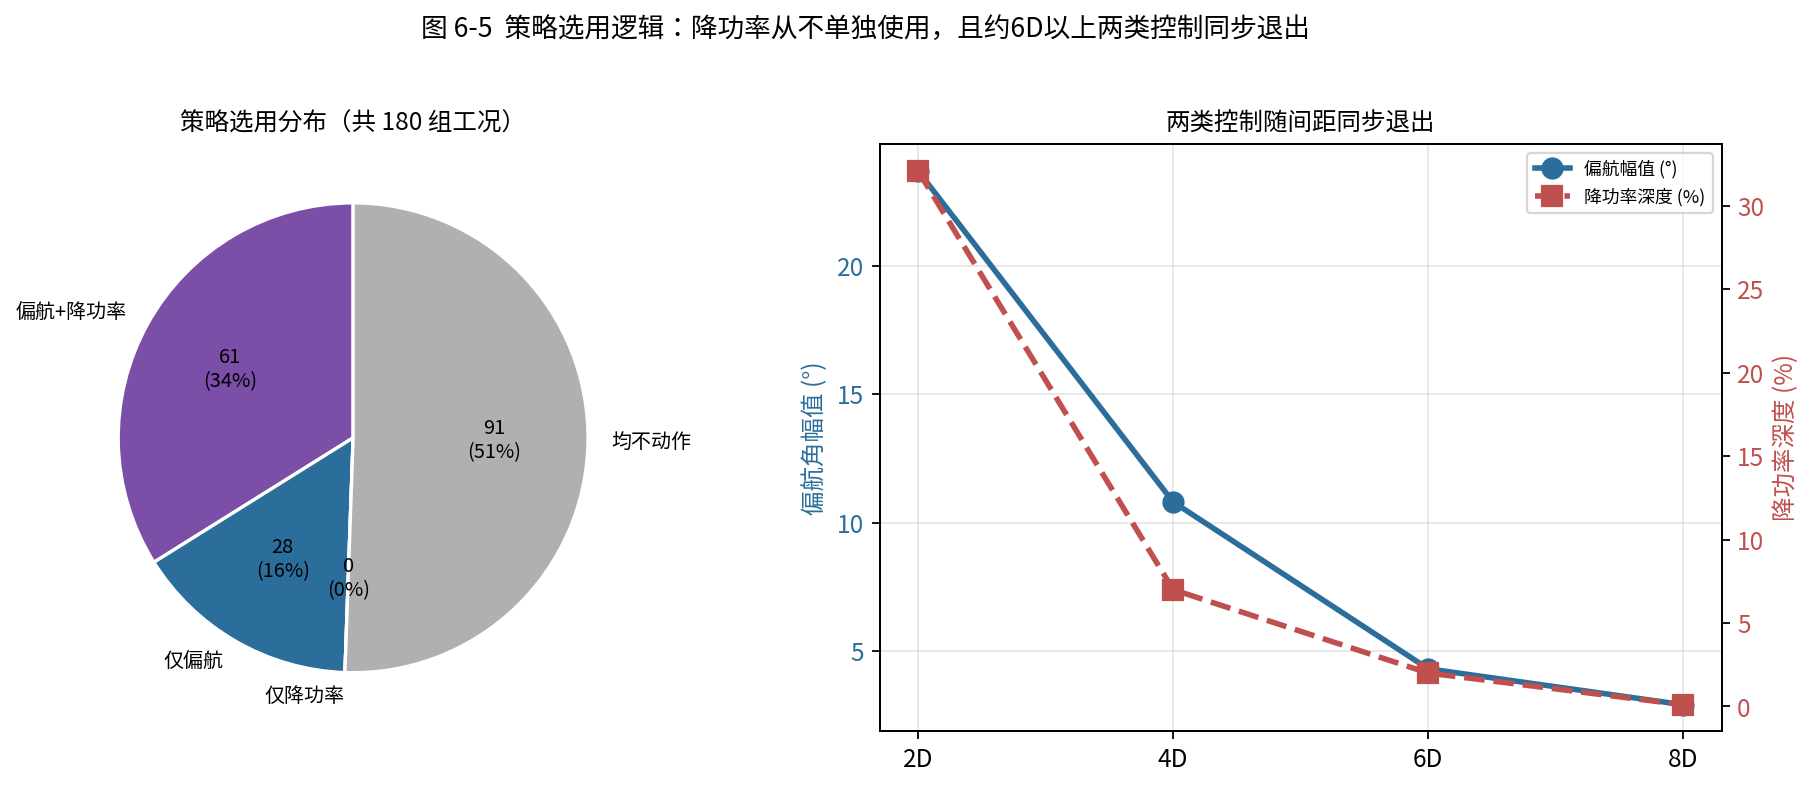 图 6-5 策略选用逻辑：降功率从不单独使用，且约6D以上两类控制同步退出
策略选用分布（共 180 组工况）
偏航+降功率
61
(34%)
91
(51%)
均不动作
28
(16%)
0
(0%)
仅偏航
仅降功率
两类控制随间距同步退出
偏航幅值 (°)
降功率深度 (%)
偏航角幅值 (°)
20
15
10
5
30
25
20
15
10
5
0
降功率深度 (%)
2D
4D
6D
8D